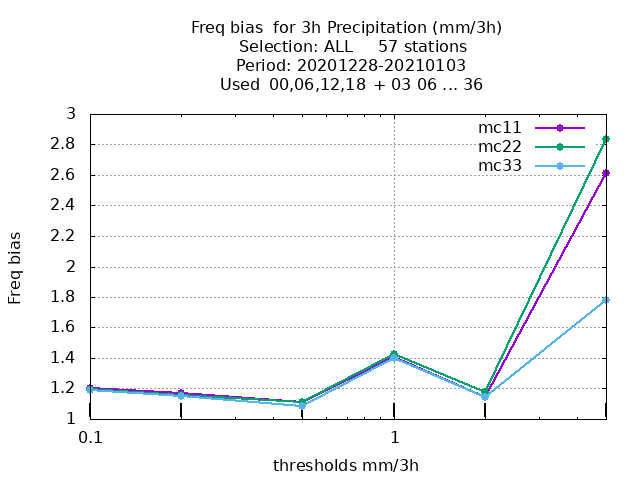 Freq bias  for 3h Precipitation (mm/3h)
Selection: ALL     57 stations
Period: 20201228-20210103
Used  00,06,12,18  + 03 06 ... 36
3
2.8
2.6
2.4
2.2
2
1.8
1.6
1.4
1.2
1
Freq bias
mc11
mc22
mc33
0.1
1
thresholds mm/3h